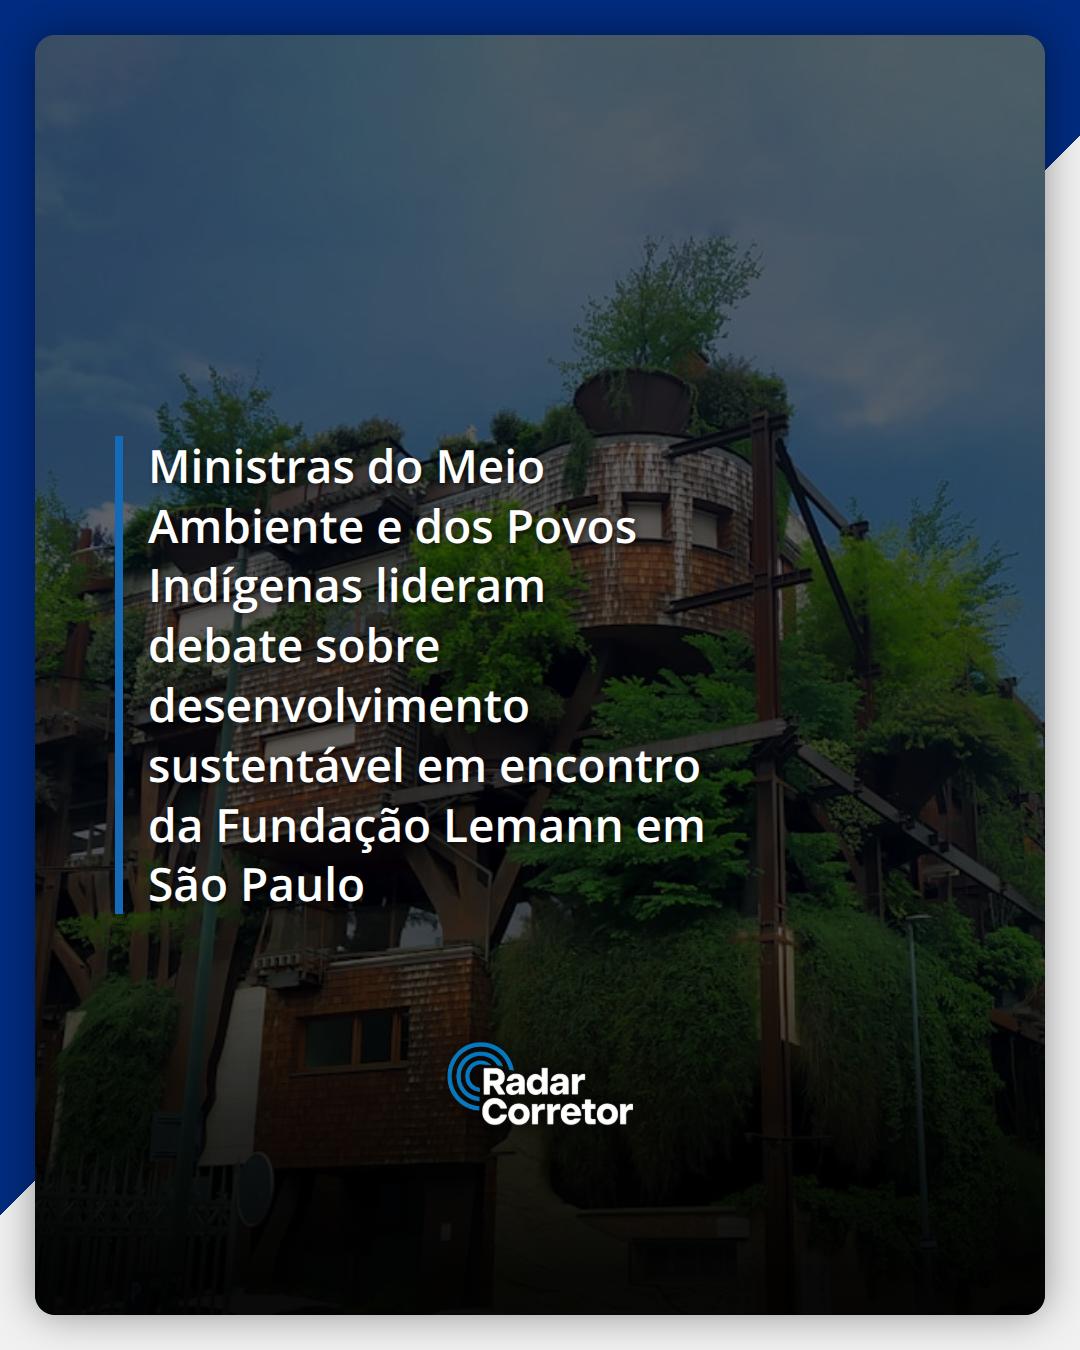 Ministras do Meio
Ambiente e dos Povos
Indígenas lideram
debate sobre
desenvolvimento
sustentável em encontro
da Fundação Lemann em
São Paulo
Radar
Corretor